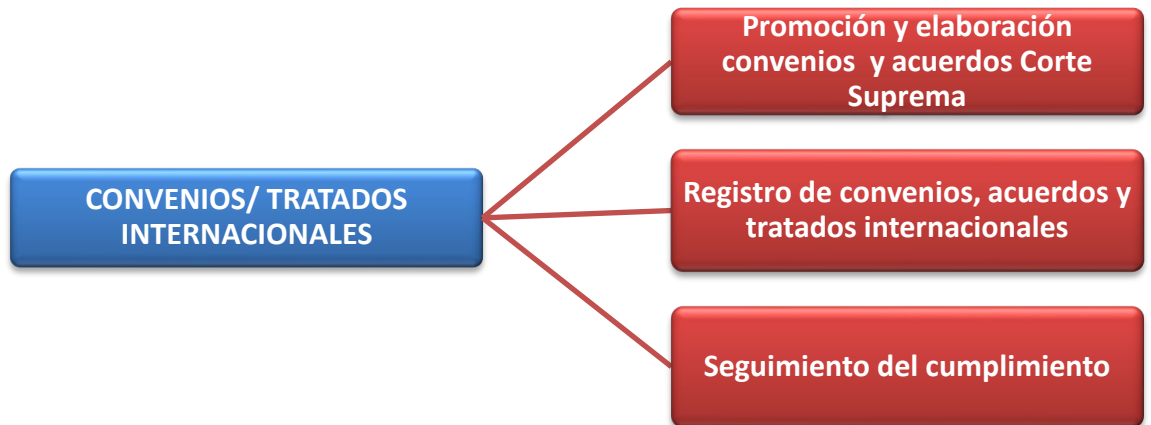 Promoción y elaboración
convenios y acuerdos Corte
Suprema
CONVENIOS/ TRATADOS
INTERNACIONALES
Registro de convenios, acuerdos y
tratados internacionales
Seguimiento del cumplimiento